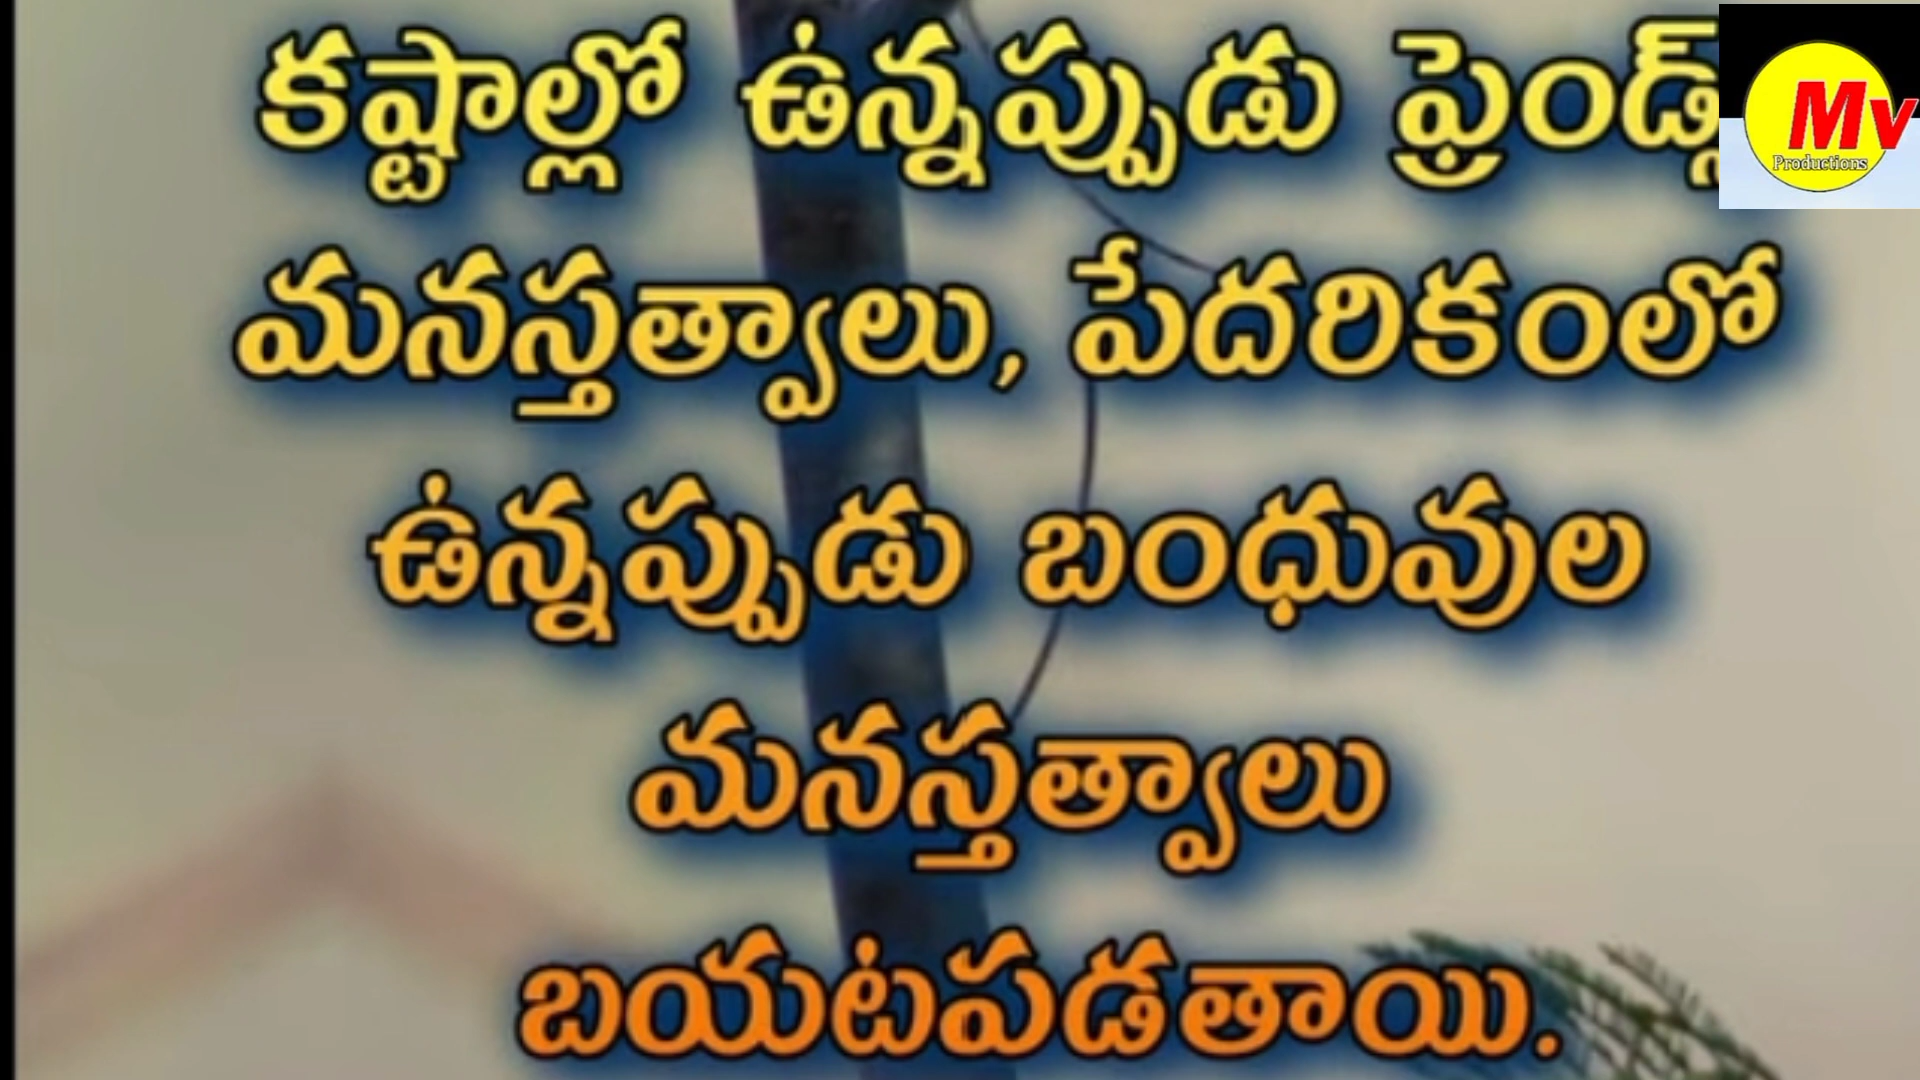 కష్టాల్లో ఉన్నప్పుడు ఫ్రెండ్స్
మనస్తత్వాలు, పేదరికంలో
ఉన్నప్పుడు బంధువుల
మనస్తత్వాలు
బయటపడతాయి.
Mv
Productions